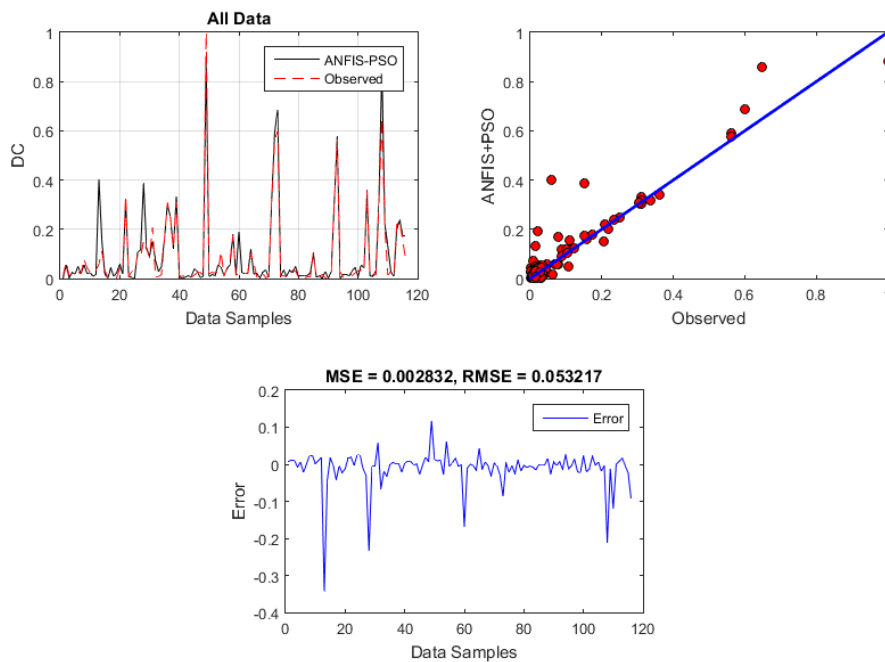 All Data
DC
1
0.8
0.6
0.4
0.2
0
ANFIS-PSO
Observed
0 20 40 60 80 100 120
Data Samples
ANFIS+PSO
1
0.8
0.6
0.4
0.2
0
0 0.2 0.4 0.6 0.8
Observed
MSE = 0.002832, RMSE = 0.053217
Error
0.2
0.1
0
-0.1
-0.2
-0.3
-0.4
Error
0 20 40 60 80 100 120
Data Samples